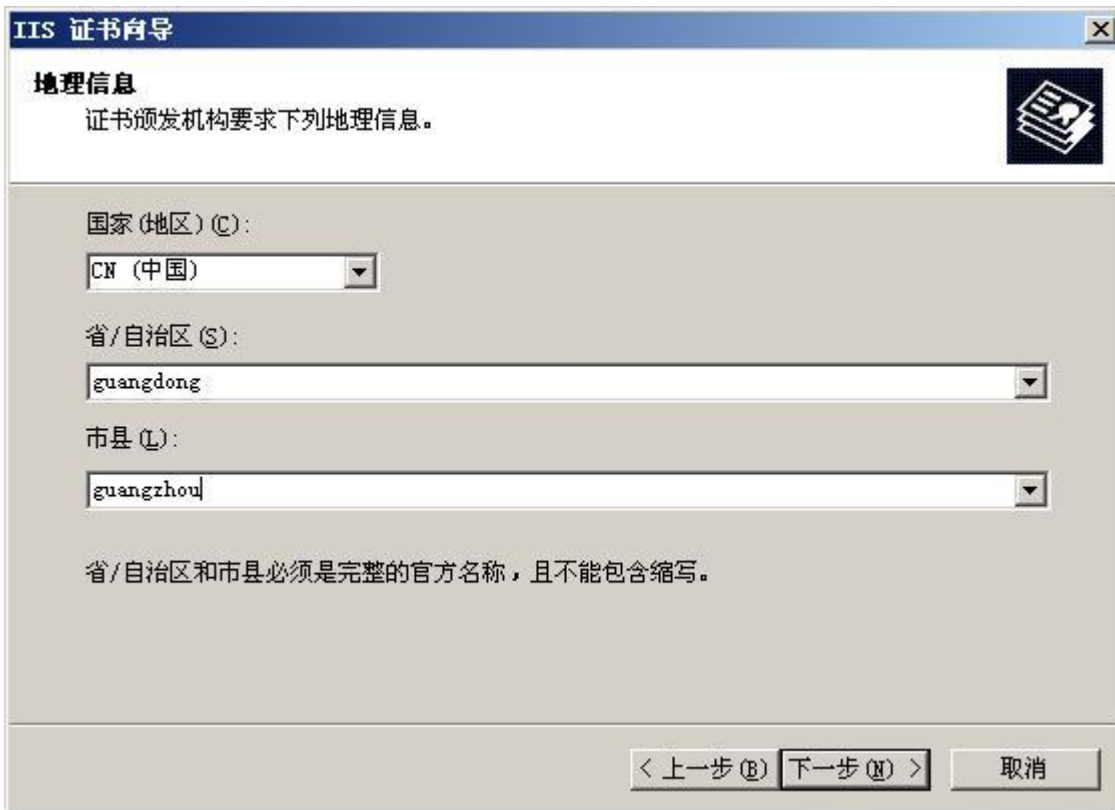 IIS 证书向导
地理信息
证书颁发机构要求下列地理信息。
国家(地区)(C):
CN (中国)
省/自治区(S):
guangdong
市县(L):
guangzhou
省/自治区和市县必须是完整的官方名称，且不能包含缩写。
< 上一步(B) 下一步(N) > 取消